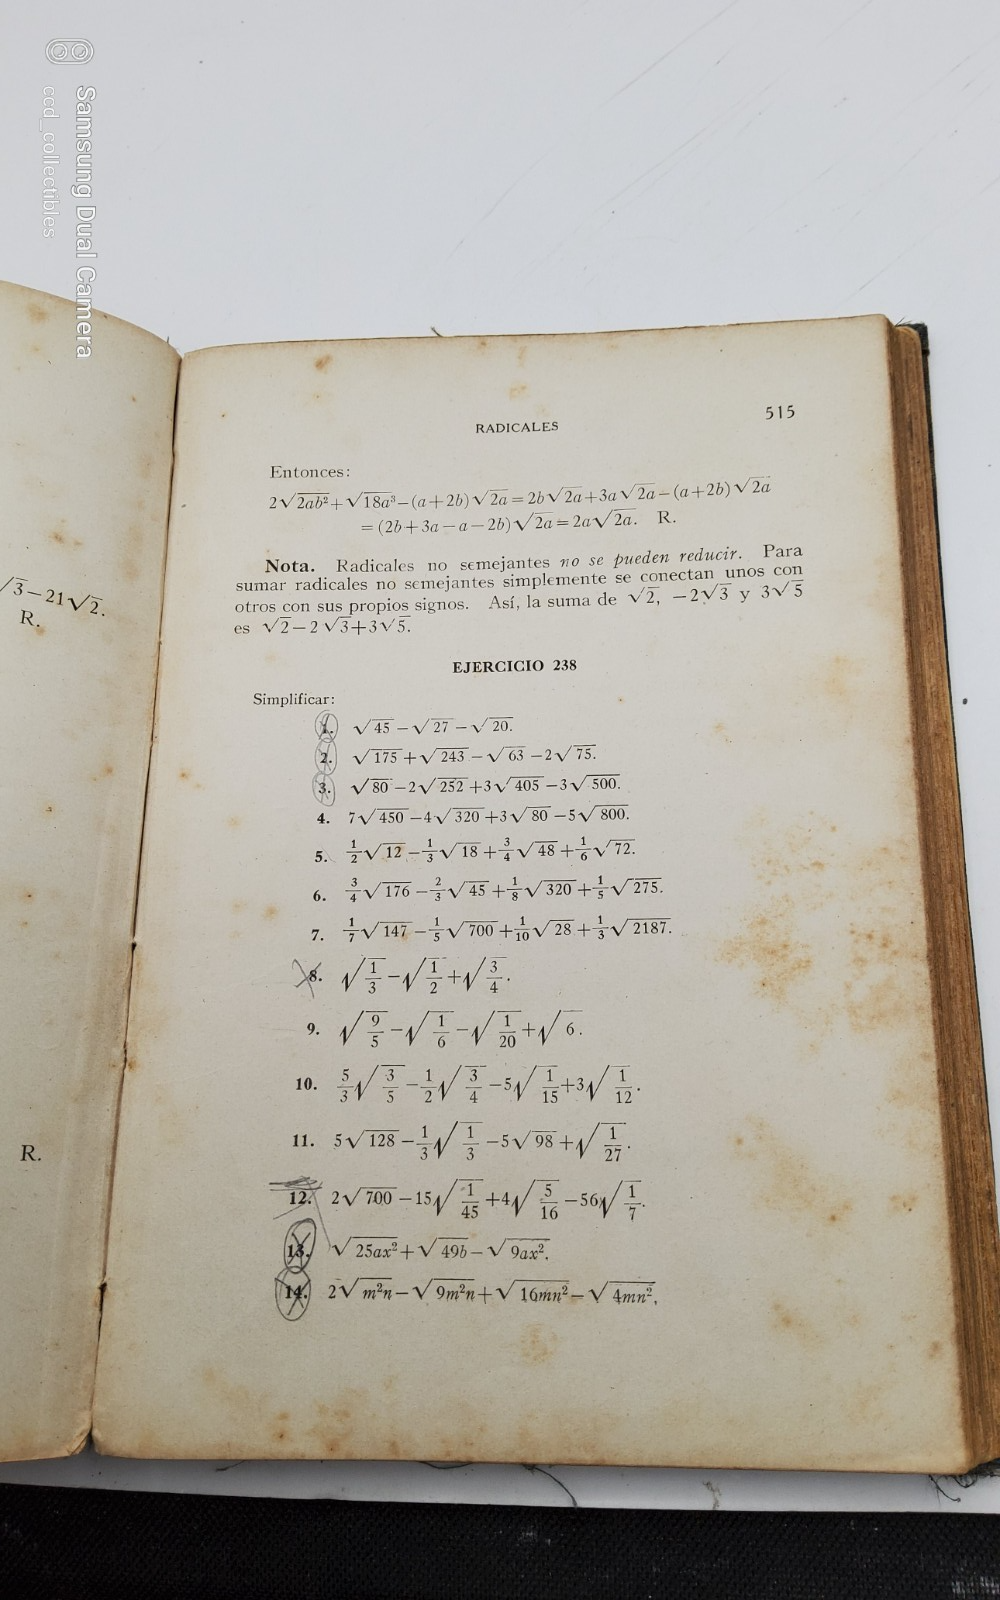 Samsung Dual Camera
ccd_collectibles
√3−21√2.
R.
R.
RADICALES
515
Entonces:
2√2ab²+√18a³−(a+2b)√2a=2b√2a+3a√2a−(a+2b)√2a
=(2b+3a−a−2b)√2a=2a√2a. R.
Nota. Radicales no semejantes no se pueden reducir. Para
sumar radicales no semejantes simplemente se conectan unos con
otros con sus propios signos. Así, la suma de √2, −2√3 y 3√5
es √2−2√3+3√5.
EJERCICIO 238
Simplificar:
1. √45−√27−√20.
2. √175+√243−√63−2√75.
3. √80−2√252+3√405−3√500.
4. 7√450−4√320+3√80−5√800.
5. 1/2√12−1/3√18+3/4√48+1/6√72.
6. 3/4√176−2/3√45+1/8√320+1/5√275.
7. 1/7√147−1/5√700+1/10√28+1/3√2187.
8. √1/3−√1/2+√3/4.
9. √9/5−√1/6−√1/20+√6.
10. 5/3√3/5−1/2√3/4−5√1/15+3√1/12.
11. 5√128−1/3√1/3−5√98+√1/27.
12. 2√700−15√1/45+4√5/16−56√1/7.
13. √25ax²+√49b−√9ax².
14. 2√m²n−√9m²n+√16mn²−√4mn².